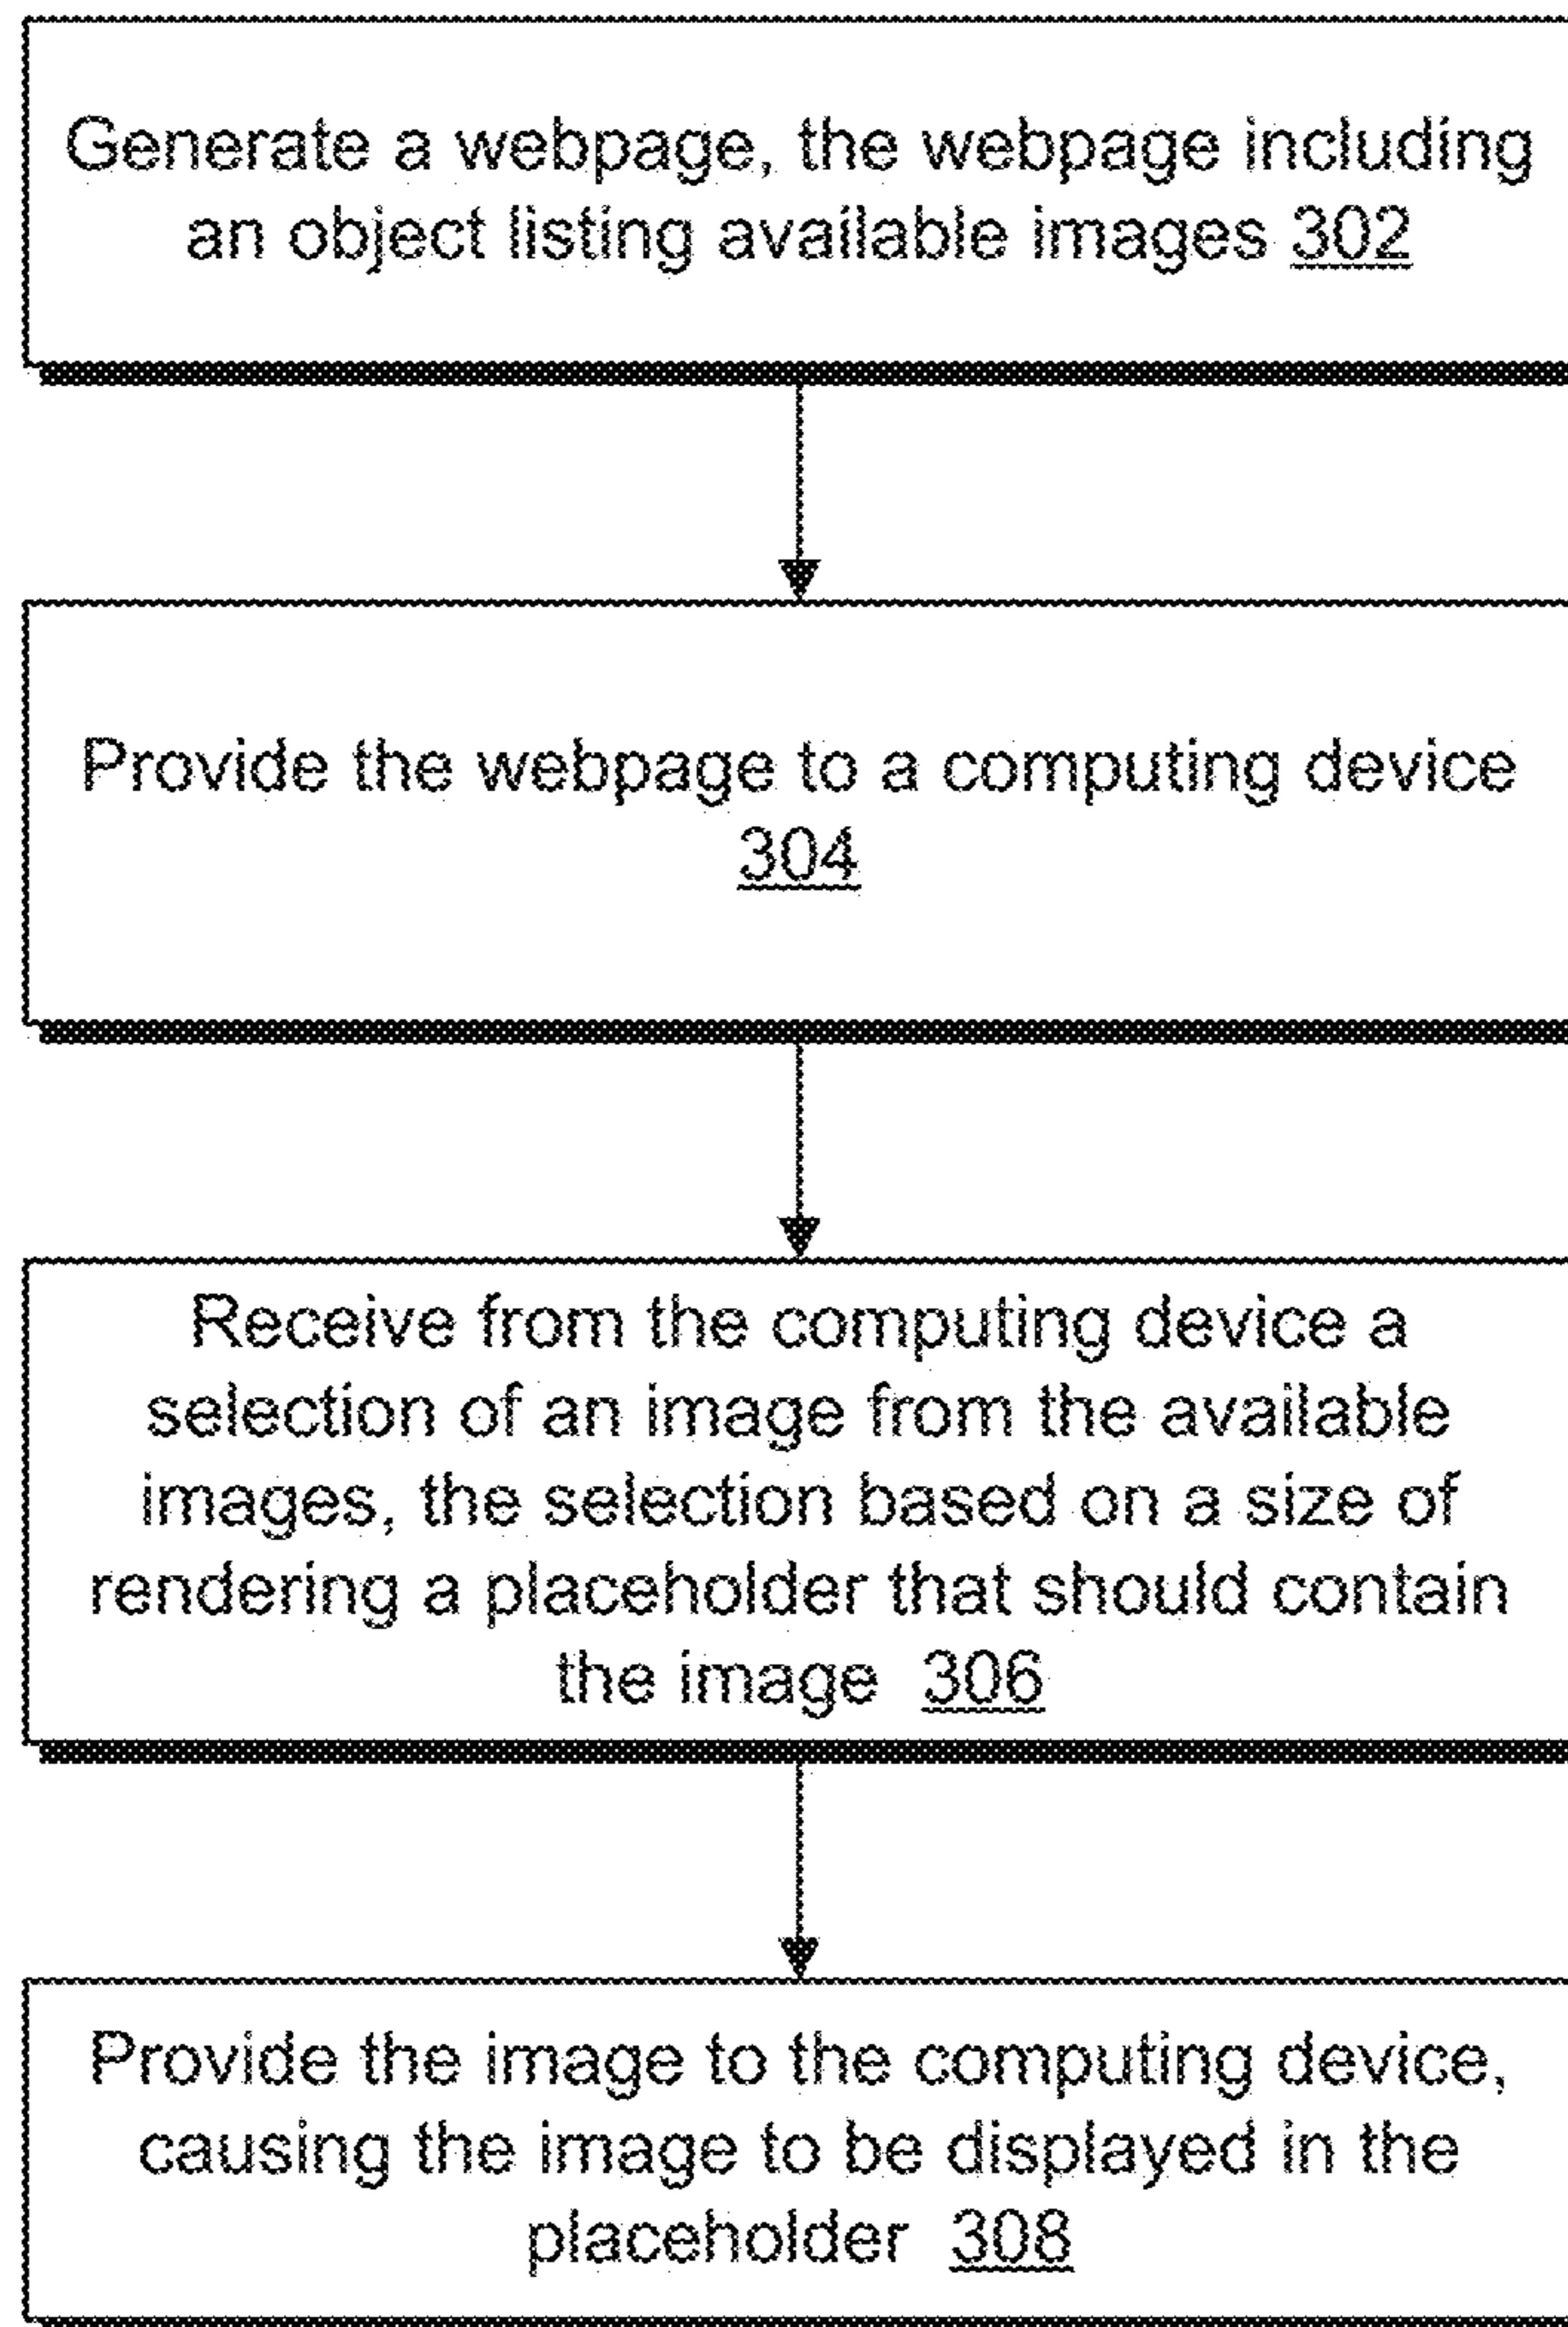 Generate a webpage, the webpage including
an object listing available images 302
Provide the webpage to a computing device
304
Receive from the computing device a
selection of an image from the available
images, the selection based on a size of
rendering a placeholder that should contain
the image 306
Provide the image to the computing device,
causing the image to be displayed in the
placeholder 308